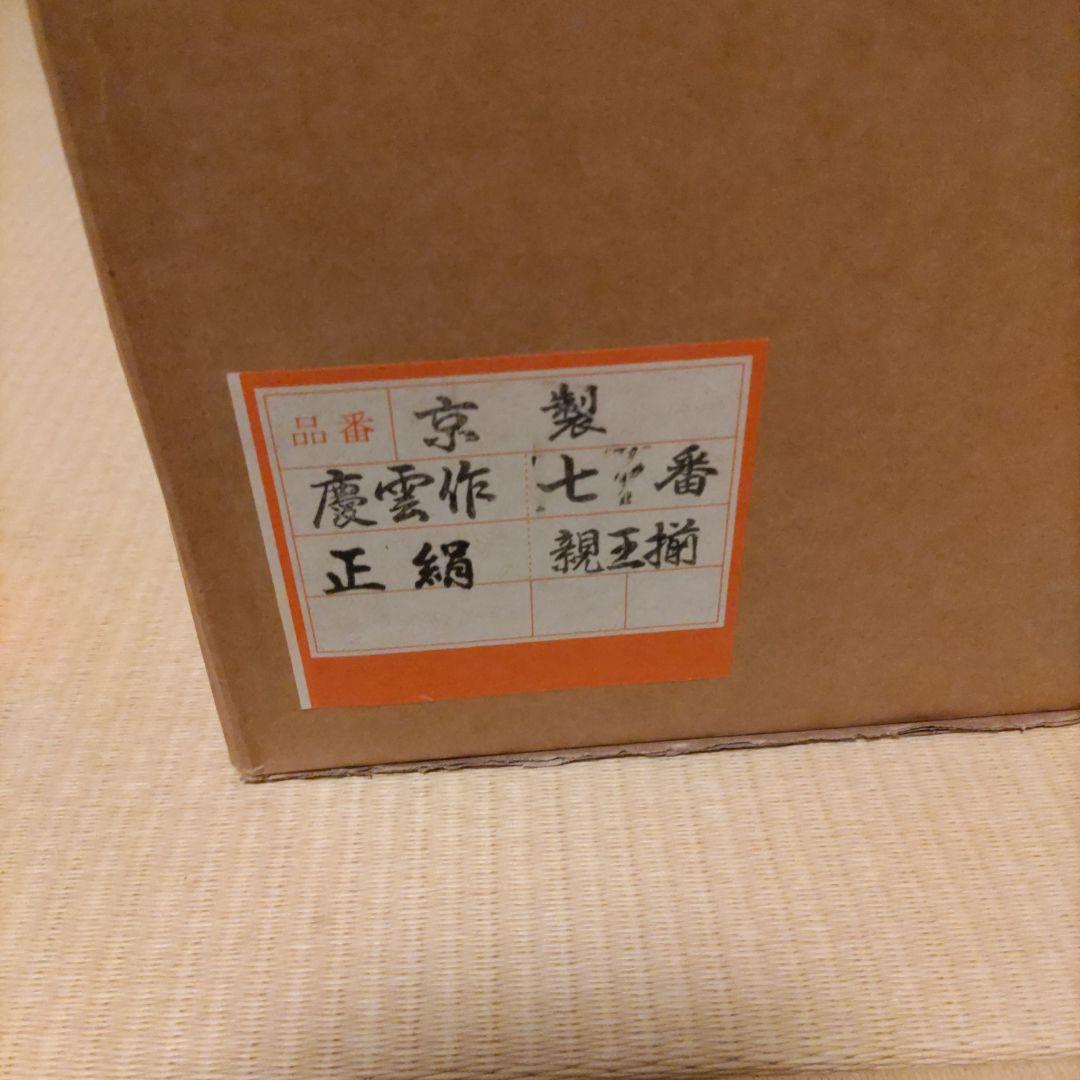 品番 京製
慶雲作 七 番
正絹 親王揃